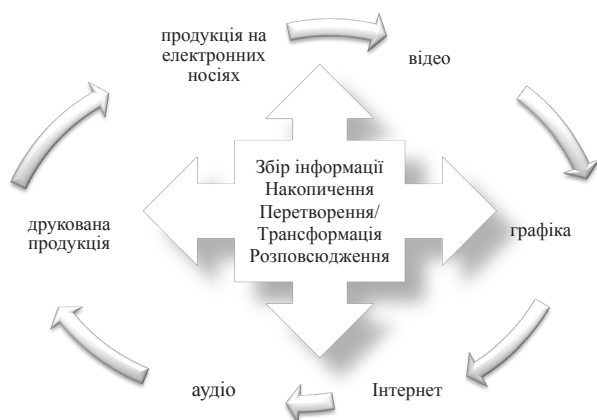 продукція на
електронних
носіях
відео
Збір інформації
Накопичення
Перетворення/
Трансформація
Розповсюдження
друкована
продукція
графіка
аудіо
Інтернет